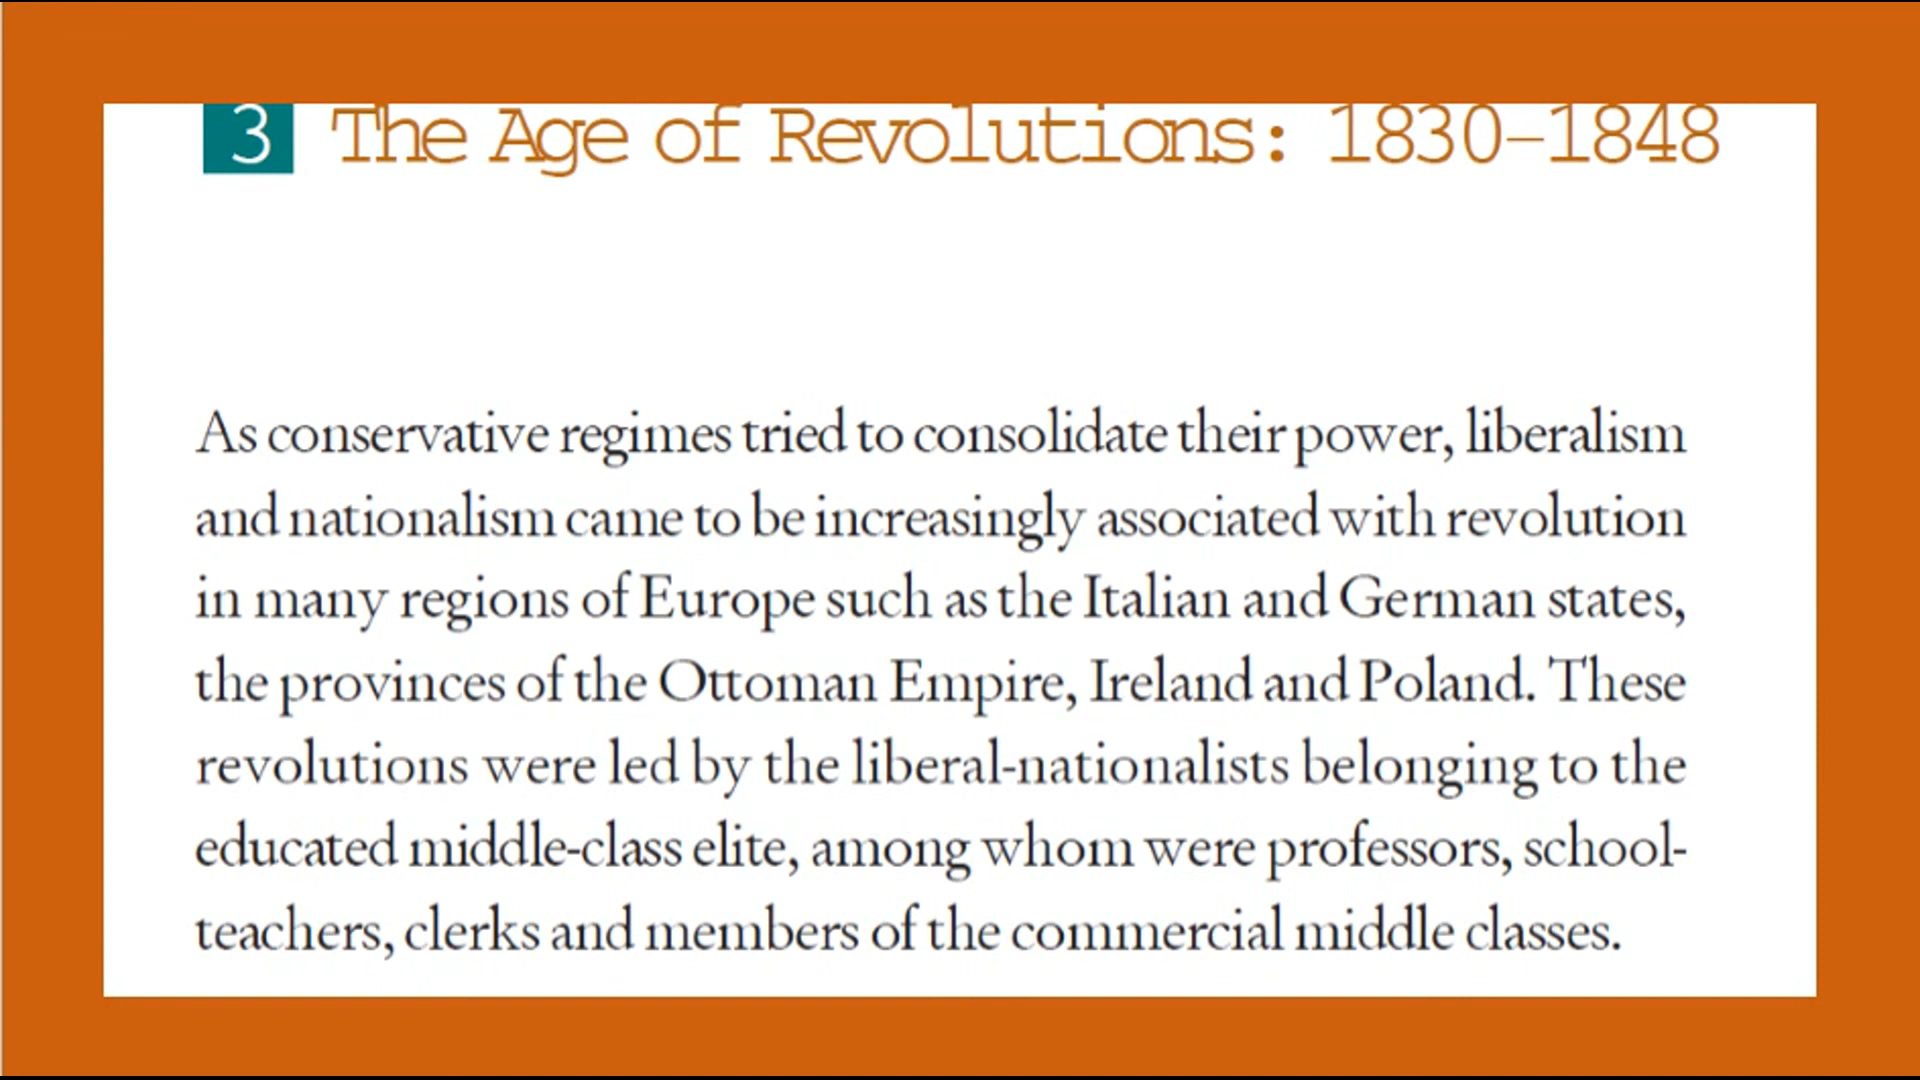 3 The Age of Revolutions: 1830–1848
As conservative regimes tried to consolidate their power, liberalism
and nationalism came to be increasingly associated with revolution
in many regions of Europe such as the Italian and German states,
the provinces of the Ottoman Empire, Ireland and Poland. These
revolutions were led by the liberal-nationalists belonging to the
educated middle-class elite, among whom were professors, school-
teachers, clerks and members of the commercial middle classes.